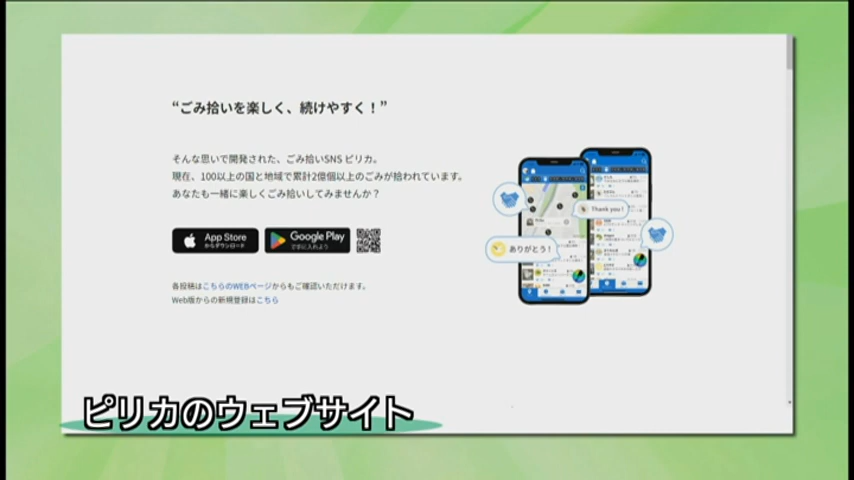 “ごみ拾いを楽しく、続けやすく！”
そんな思いで開発された、ごみ拾いSNS ピリカ。
現在、100以上の国と地域で累計2億個以上のごみが拾われています。
あなたも一緒に楽しくごみ拾いしてみませんか？
App Store
からダウンロード
Google Play
で手に入れよう
各投稿はこちらのWEBページからもご確認いただけます。
Web版からの新規登録はこちら
Thank you !
ありがとう！
ピリカのウェブサイト